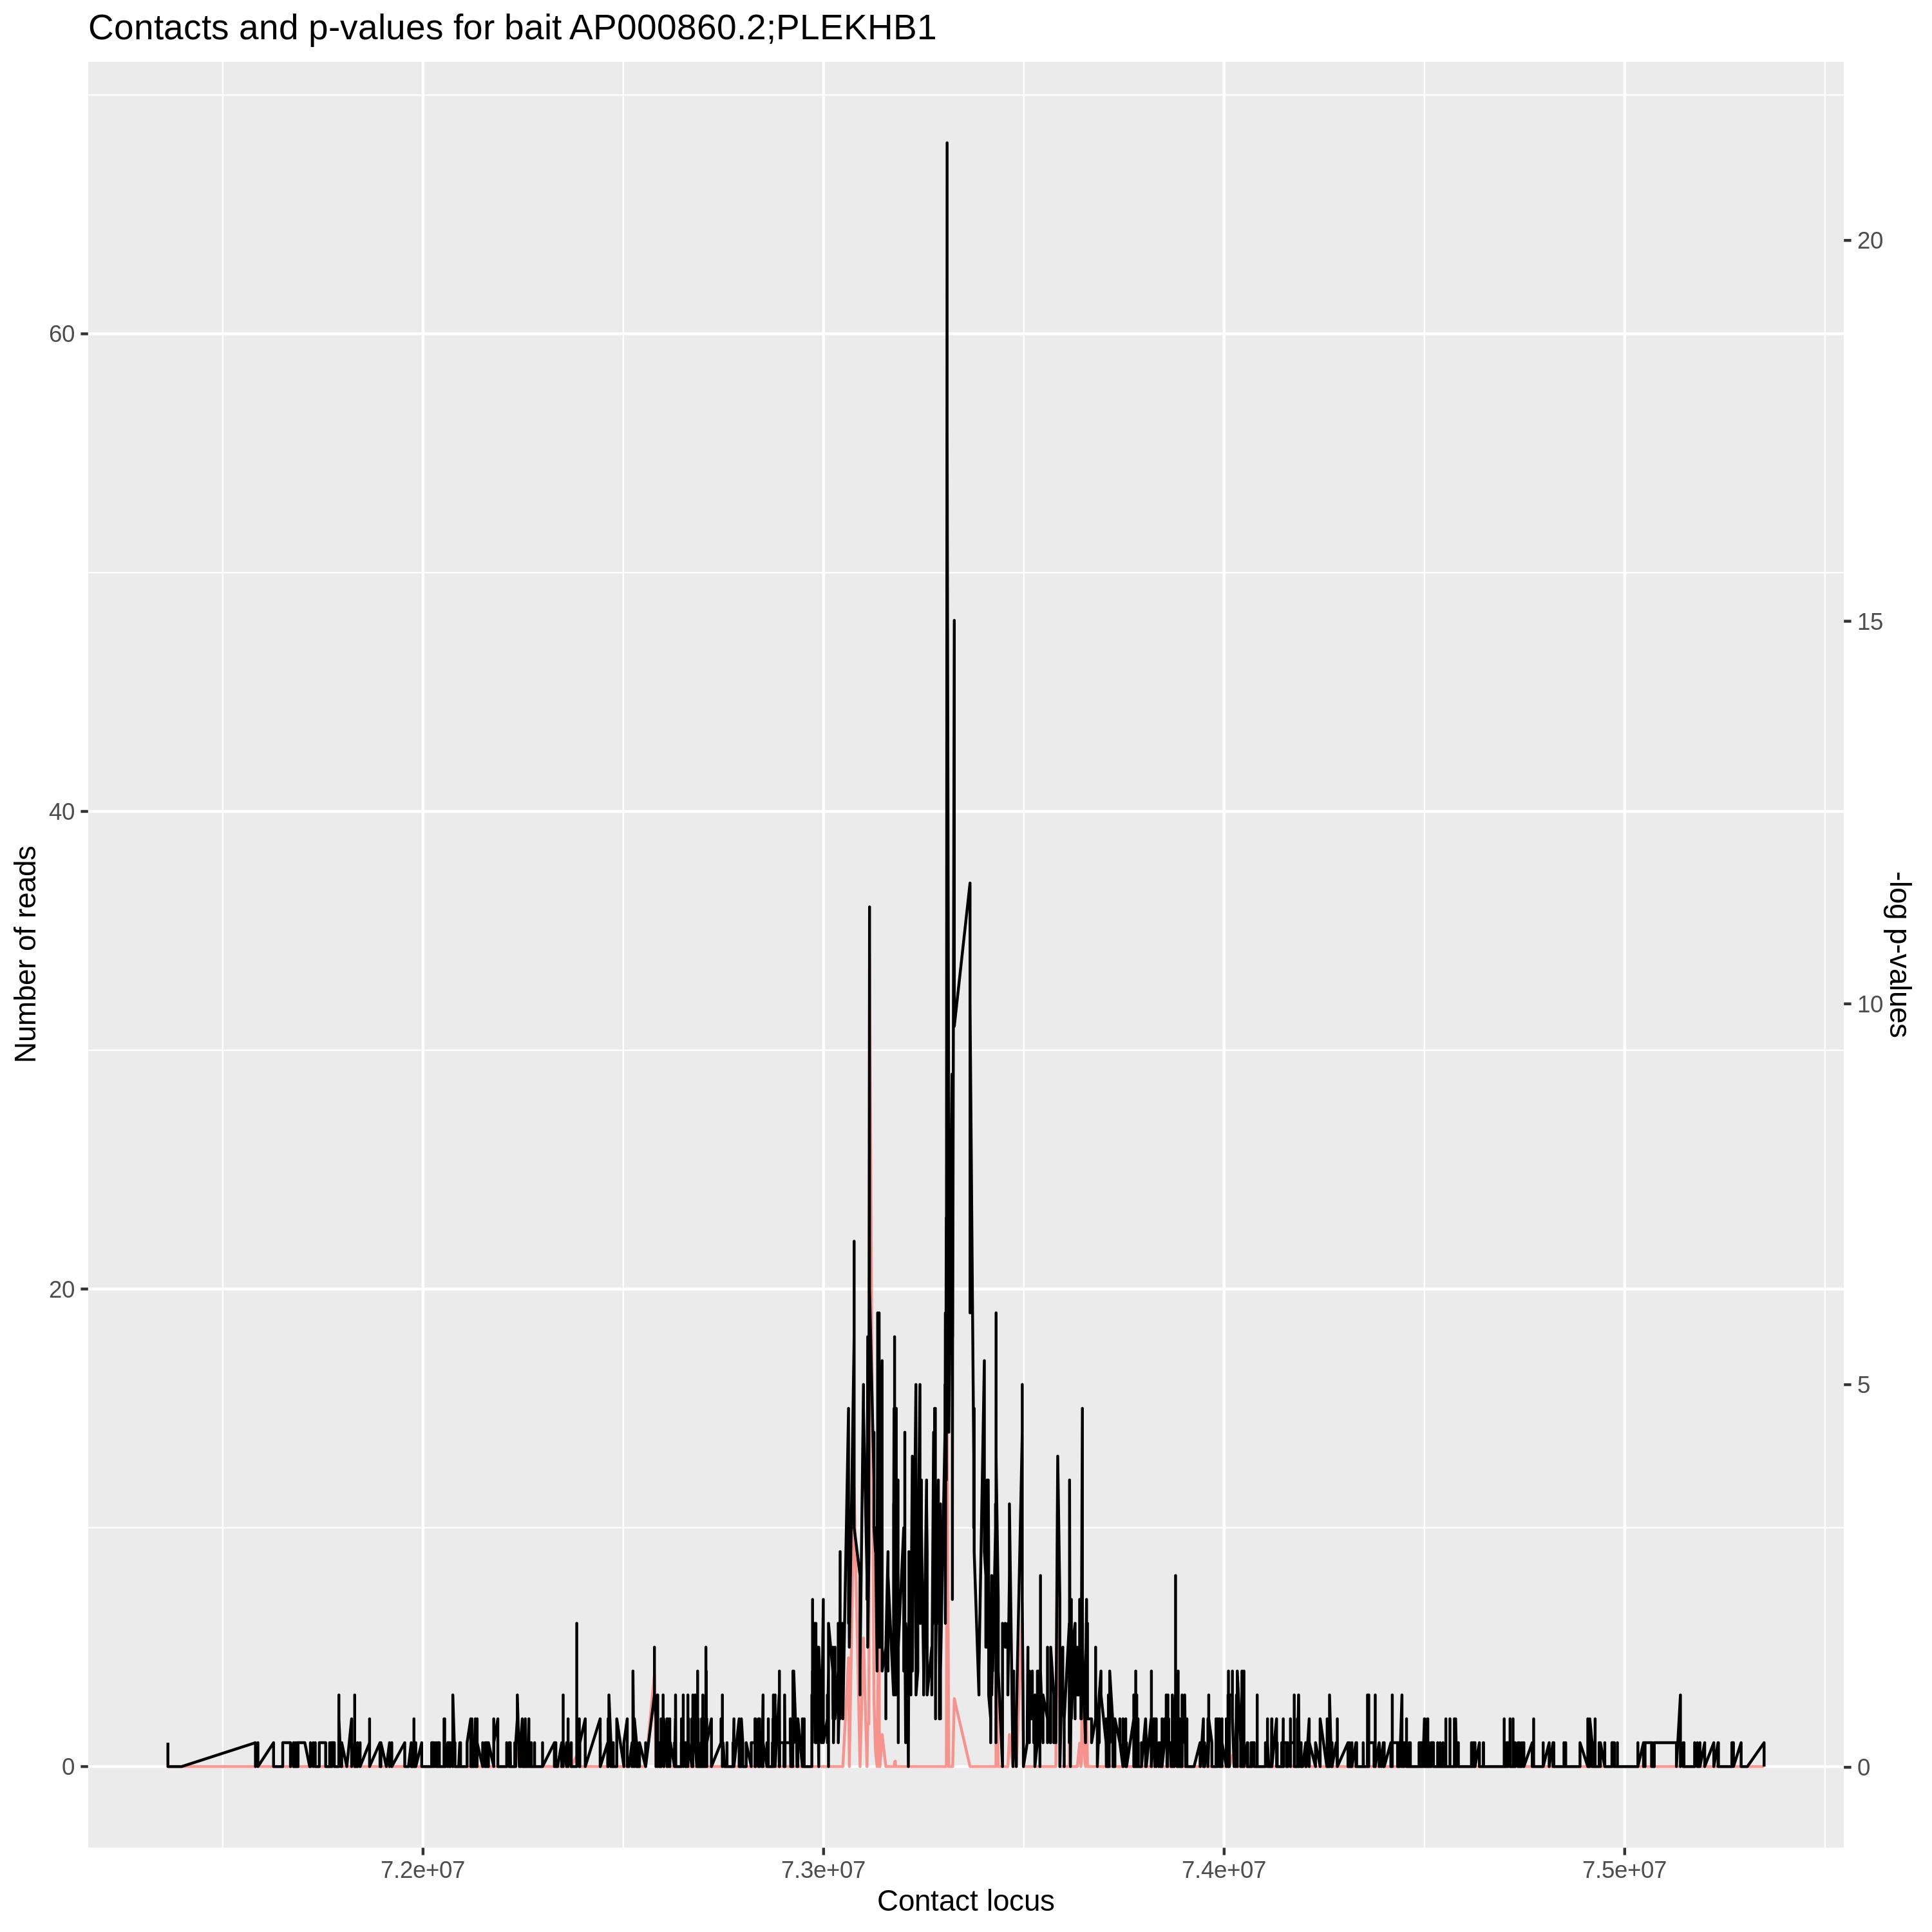 Contacts and p-values for bait AP000860.2;PLEKHB1
Number of reads
60
40
20
0
20
15
10
5
0
-log p-values
7.2e+07
7.3e+07
7.4e+07
7.5e+07
Contact locus